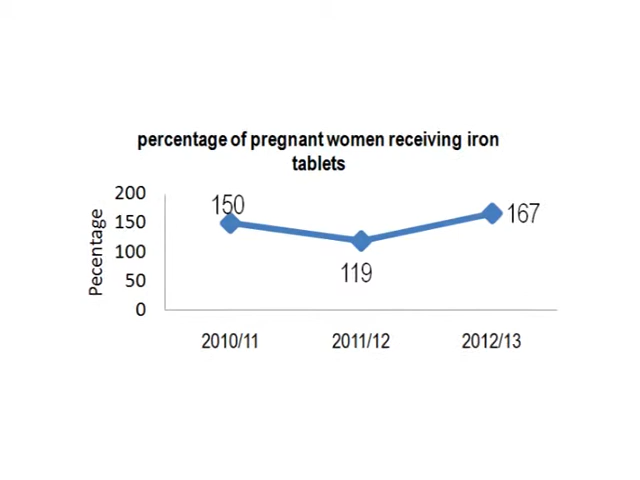 percentage of pregnant women receiving iron
tablets
Pecentage
200
150
100
50
0
150
119
167
2010/11 2011/12 2012/13